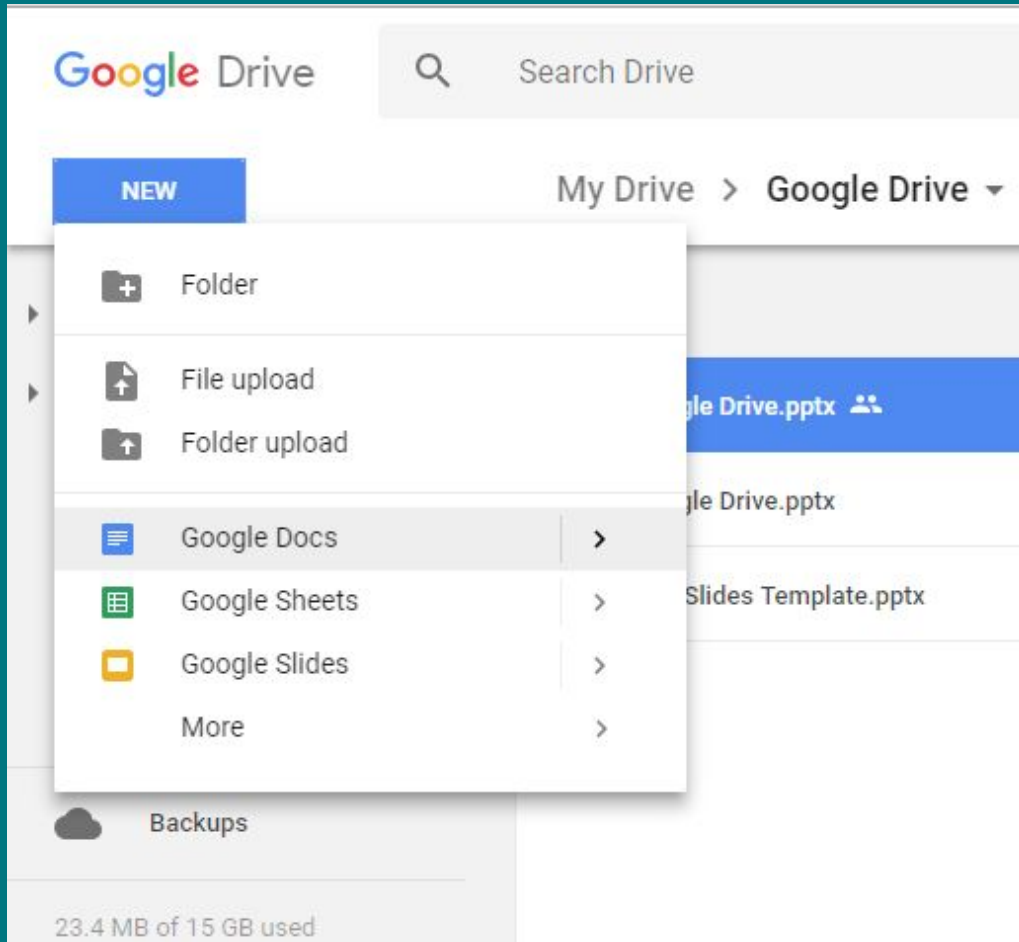 Google Drive
Search Drive
NEW
My Drive > Google Drive
Folder
File upload
Folder upload
Google Docs
Google Sheets
Google Slides
More
gle Drive.pptx
gle Drive.pptx
Slides Template.pptx
Backups
23.4 MB of 15 GB used